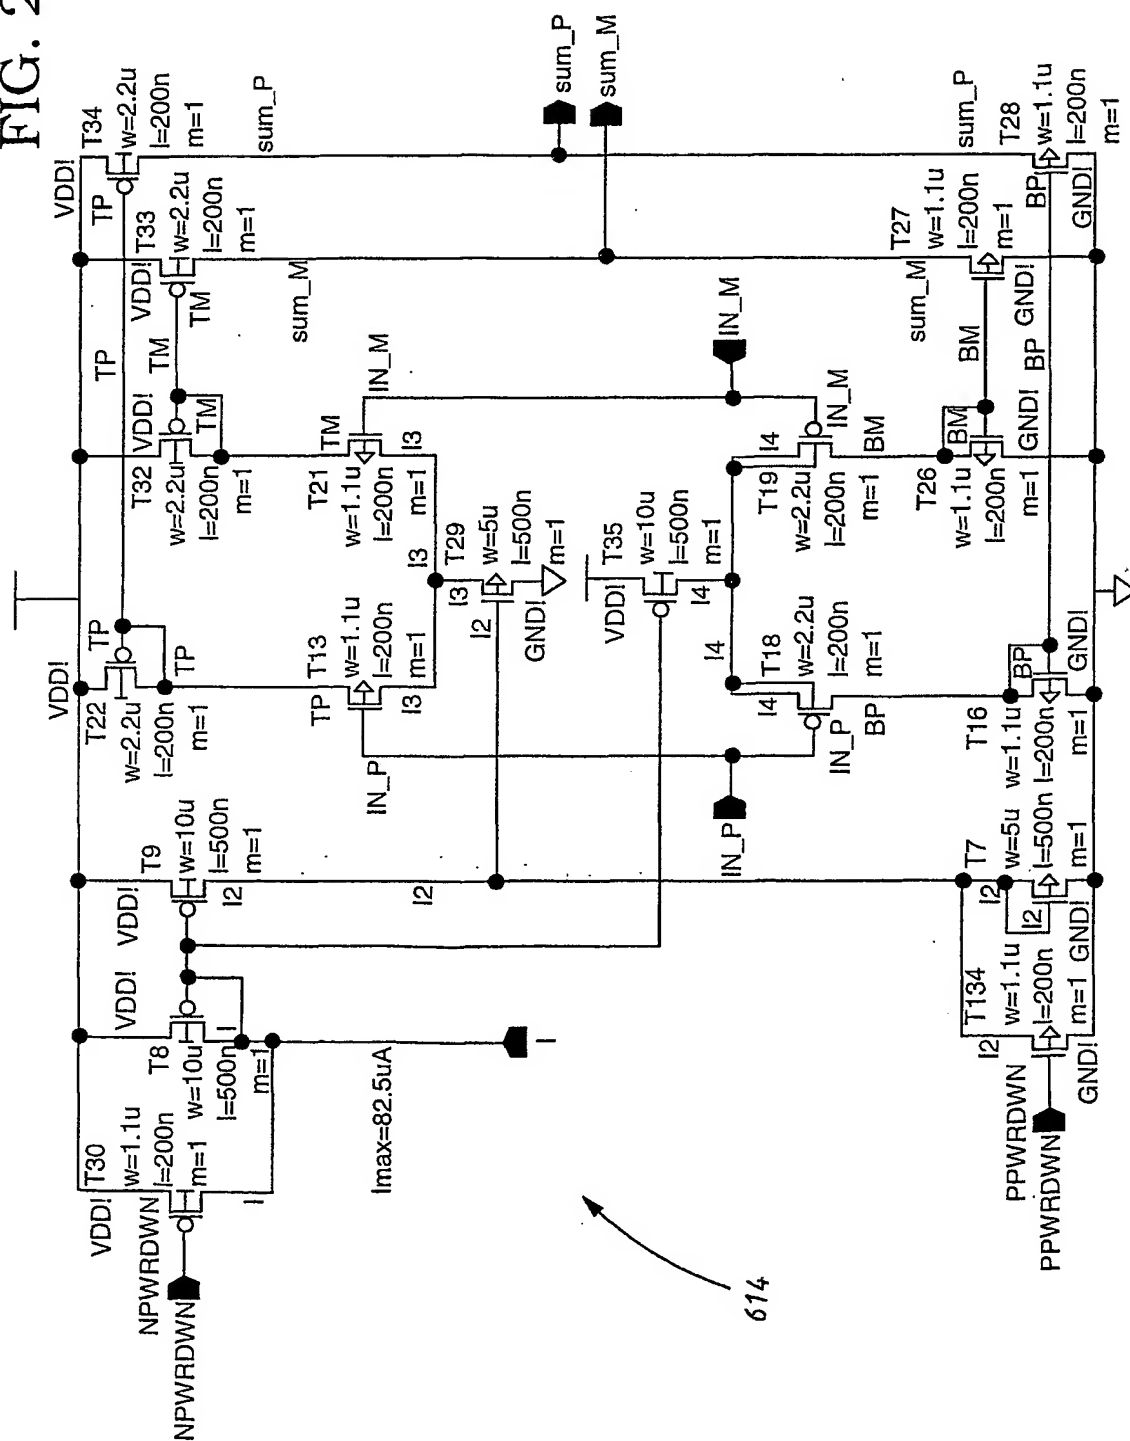 FIG. 2
VDD!
T34
w=2.2u
l=200n
m=1
sum_P
TP
VDD!
T33
w=2.2u
l=200n
m=1
TM
sum_M
sum_P
sum_M
TP
TM
VDD!
TM
T32
w=2.2u
l=200n
m=1
VDD!
TP
TP
T22
w=2.2u
l=200n
m=1
TM
IN_M
T21
w=1.1u
l=200n
m=1
I3
TP
T13
w=1.1u
l=200n
m=1
I3
IN_P
I3
T29
w=5u
l=500n
m=1
I3
I2
GND!
VDD!
T35
w=10u
l=500n
m=1
I4
IN_M
I4
T19
w=2.2u
l=200n
m=1
IN_M
BM
I4
I4
T18
w=2.2u
l=200n
m=1
IN_P
BP
IN_P
sum_M
T27
w=1.1u
l=200n
m=1
GND!
BM
sum_P
T28
w=1.1u
l=200n
m=1
BP
GND!
BM
T26
w=1.1u
l=200n
m=1
GND!
BP
BP
T16
w=1.1u
l=200n
m=1
GND!
VDD!
T9
w=10u
l=500n
m=1
I2
I2
VDD!
T8
w=10u
l=500n
m=1
I
VDD!
T30
w=1.1u
l=200n
m=1
NPWRDWN
NPWRDWN
I
Imax=82.5uA
I
T7
w=5u
l=500n
m=1
I2
I2
GND!
T134
w=1.1u
l=200n
m=1
I2
GND!
PPWRDWN
PPWRDWN
614